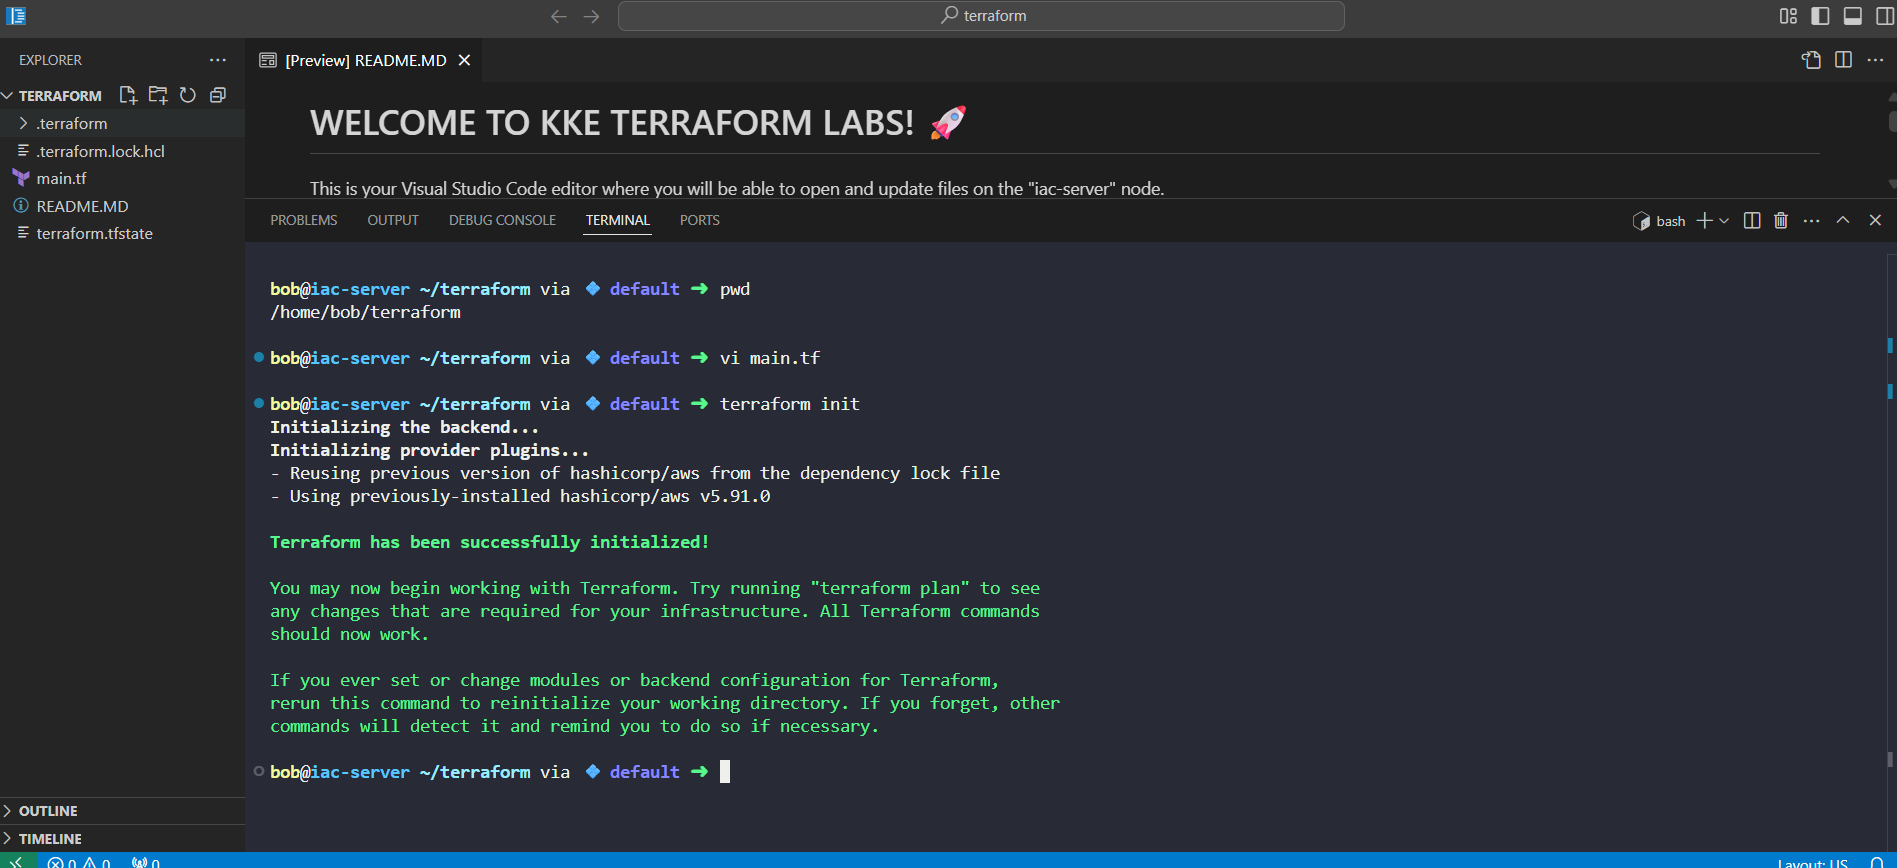 terraform
EXPLORER
[Preview] README.MD
TERRAFORM
.terraform
.terraform.lock.hcl
main.tf
README.MD
terraform.tfstate
WELCOME TO KKE TERRAFORM LABS! 🚀
This is your Visual Studio Code editor where you will be able to open and update files on the "iac-server" node.
PROBLEMS OUTPUT DEBUG CONSOLE TERMINAL PORTS
bash
bob@iac-server ~/terraform via 🔷 default ➜ pwd
/home/bob/terraform
bob@iac-server ~/terraform via 🔷 default ➜ vi main.tf
bob@iac-server ~/terraform via 🔷 default ➜ terraform init
Initializing the backend...
Initializing provider plugins...
- Reusing previous version of hashicorp/aws from the dependency lock file
- Using previously-installed hashicorp/aws v5.91.0
Terraform has been successfully initialized!
You may now begin working with Terraform. Try running "terraform plan" to see
any changes that are required for your infrastructure. All Terraform commands
should now work.
If you ever set or change modules or backend configuration for Terraform,
rerun this command to reinitialize your working directory. If you forget, other
commands will detect it and remind you to do so if necessary.
bob@iac-server ~/terraform via 🔷 default ➜
OUTLINE
TIMELINE
0 0 0
Layout: US